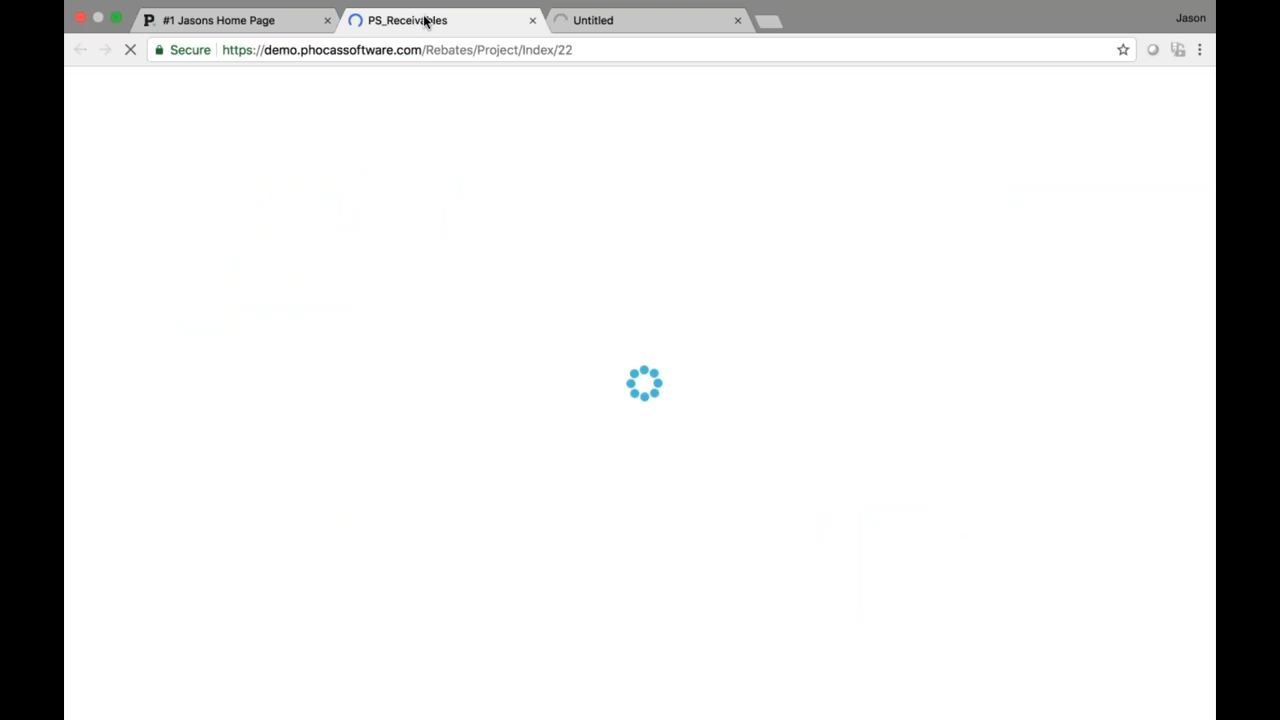 #1 Jasons Home Page
PS_Receivables
Untitled
Jason
Secure
https://demo.phocassoftware.com/Rebates/Project/Index/22